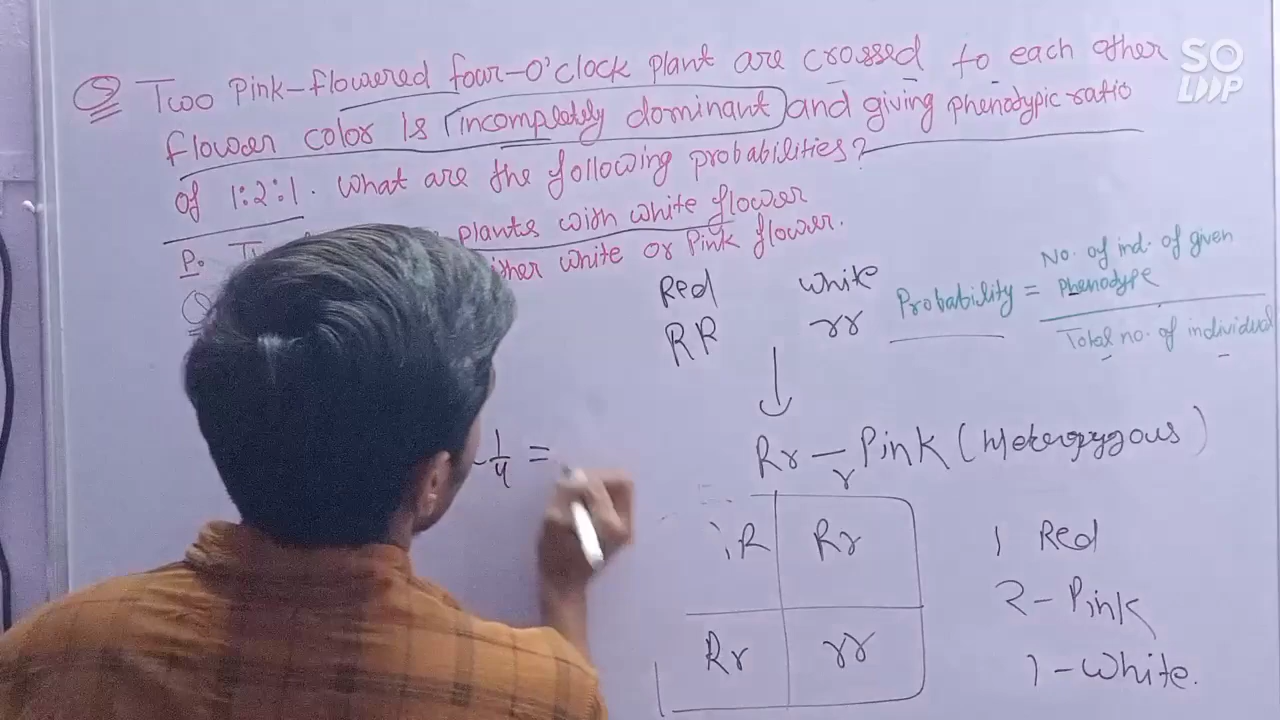 Q Two Pink-flowered four-O'clock plant are crossed to each other
flower color is incompletely dominant and giving phenotypic ratio
of 1:2:1. What are the following probabilities?
P. plants with white flower
white or Pink flower.
Q
Red White
RR rr
Probability = No. of ind. of given Phenotype
Total no. of individual
Rr — Pink (Heterozygous)
r
R Rr
Rr rr
1 Red
2 - Pink
1 - White.
1/4 =
SO
LOOP